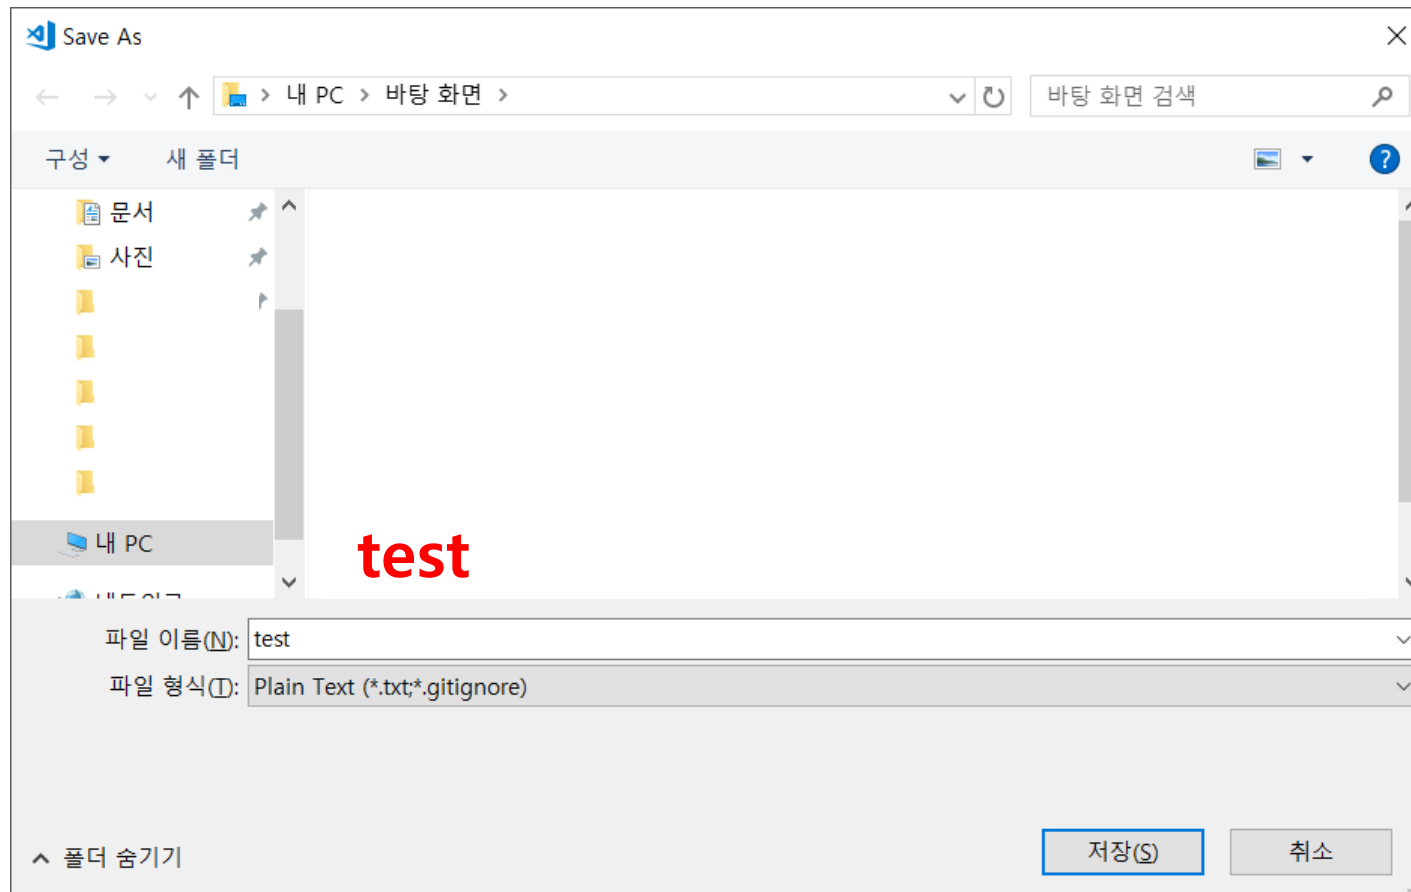 Save As
내 PC > 바탕 화면 >
바탕 화면 검색
구성
새 폴더
문서
사진
내 PC
test
파일 이름(N): test
파일 형식(T): Plain Text (*.txt;*.gitignore)
폴더 숨기기
저장(S)
취소